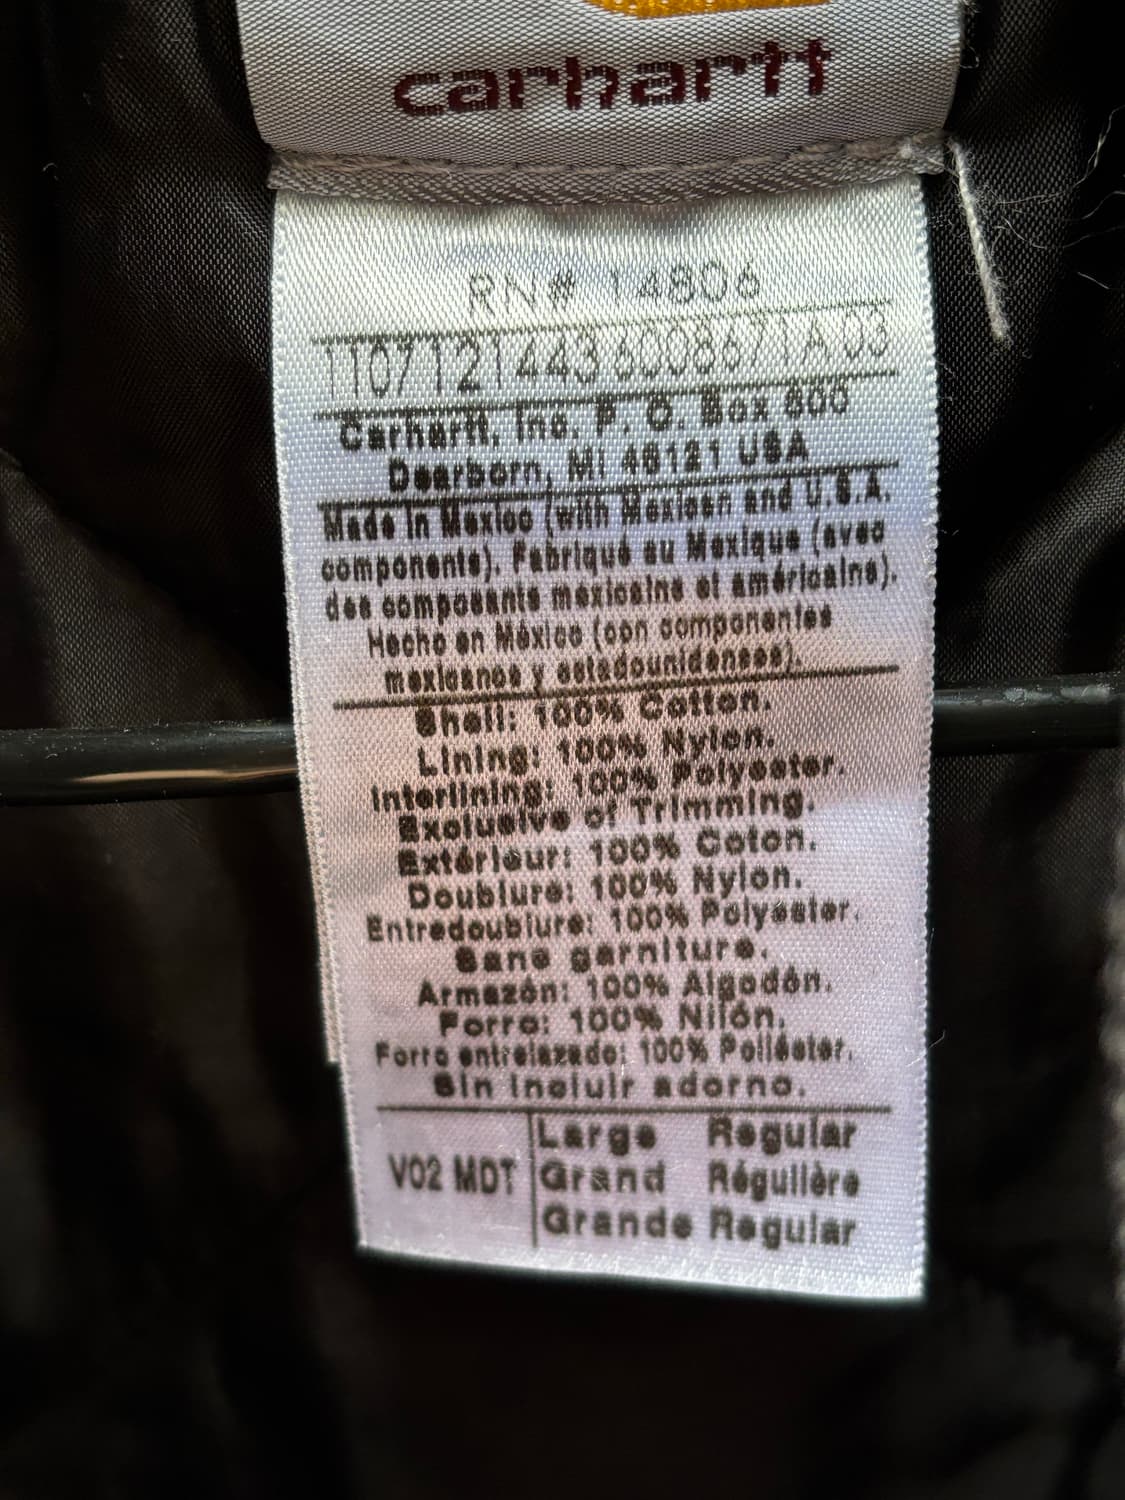 carhartt
RN# 14806
1107121443 6008671A 03
Carhartt, Inc. P. O. Box 600
Dearborn, MI 48121 USA
Made in Mexico (with Mexican and U.S.A.
components). Fabriqué au Mexique (avec
des composants mexicains et américains).
Hecho en México (con componentes
mexicanos y estadounidenses).
Shell: 100% Cotton.
Lining: 100% Nylon.
Interlining: 100% Polyester.
Exclusive of Trimming.
Extérieur: 100% Coton.
Doublure: 100% Nylon.
Entredoublure: 100% Polyester.
Sans garniture.
Armazón: 100% Algodón.
Forro: 100% Nilón.
Forro entrelazado: 100% Poliéster.
Sin incluir adorno.
V02 MDT
Large Regular
Grand Régulière
Grande Regular